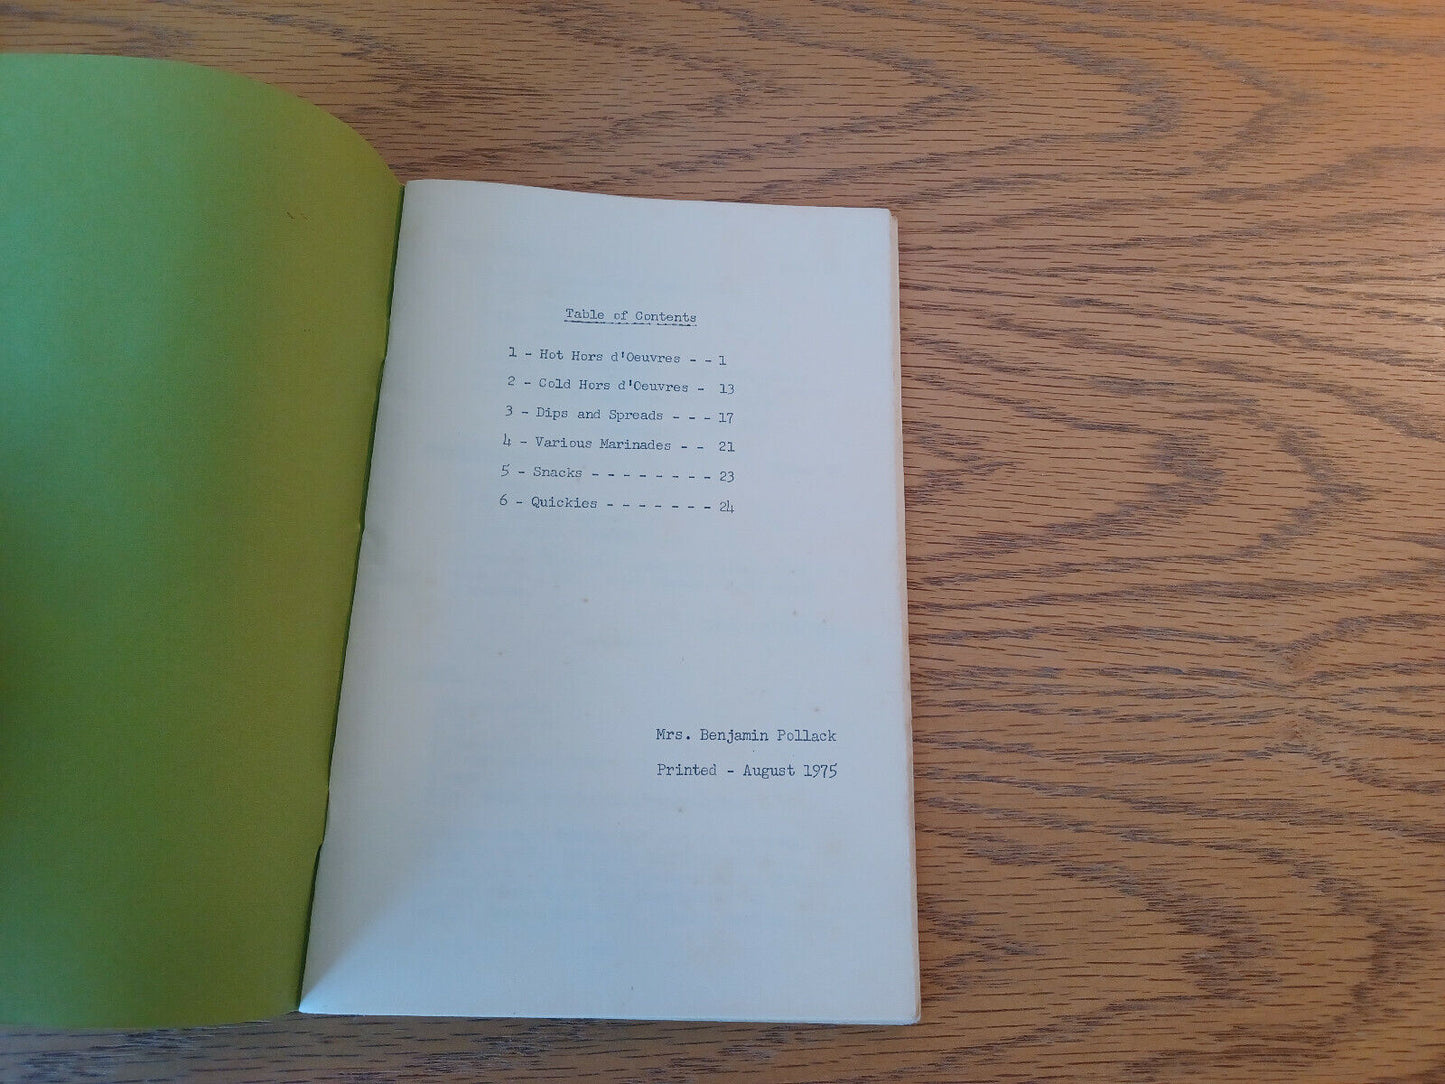 Table of Contents
1 - Hot Hors d'Oeuvres - - 1
2 - Cold Hors d'Oeuvres - 13
3 - Dips and Spreads - - - 17
4 - Various Marinades - - 21
5 - Snacks - - - - - - - - 23
6 - Quickies - - - - - - - 24
Mrs. Benjamin Pollack
Printed - August 1975